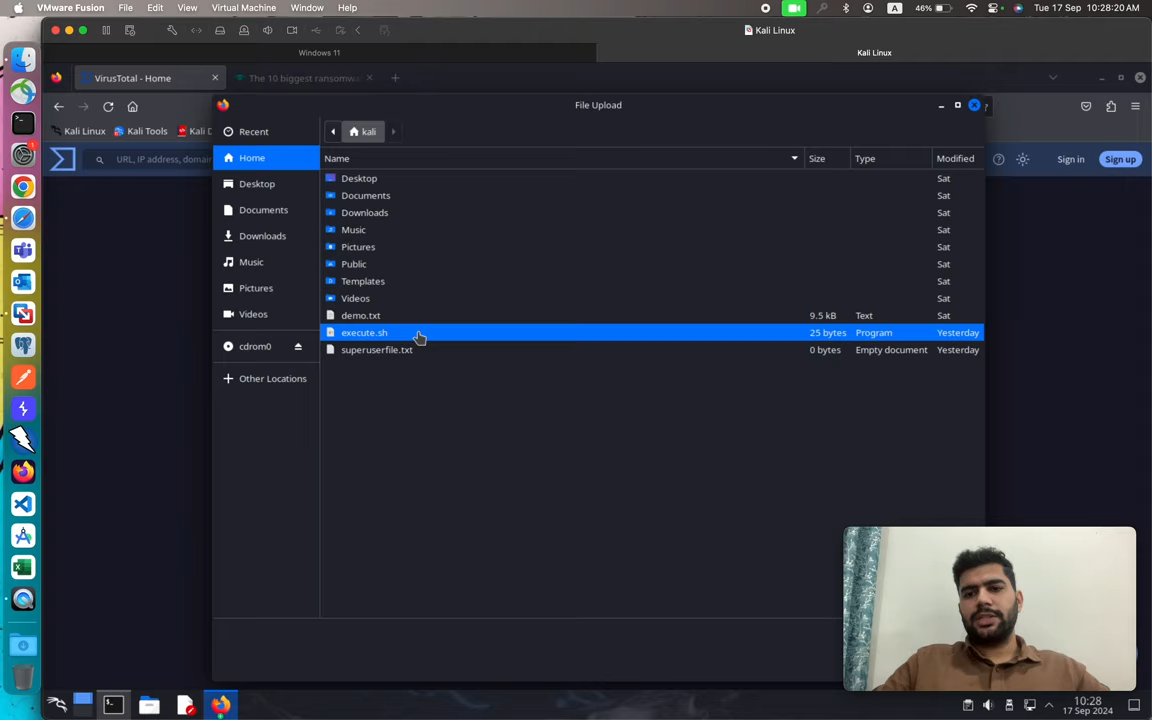 VMware Fusion File Edit View Virtual Machine Window Help A 46% Tue 17 Sep 10:28:20 AM
Kali Linux
Windows 11 Kali Linux
VirusTotal - Home The 10 biggest ransomwa
Kali Linux Kali Tools Kali D
File Upload
URL, IP address, domain
Sign in Sign up
Recent
Home
Desktop
Documents
Downloads
Music
Pictures
Videos
cdrom0
Other Locations
kali
Name Size Type Modified
Desktop Sat
Documents Sat
Downloads Sat
Music Sat
Pictures Sat
Public Sat
Templates Sat
Videos Sat
demo.txt 9.5 kB Text Sat
execute.sh 25 bytes Program Yesterday
superuserfile.txt 0 bytes Empty document Yesterday
1
10:28
17 Sep 2024